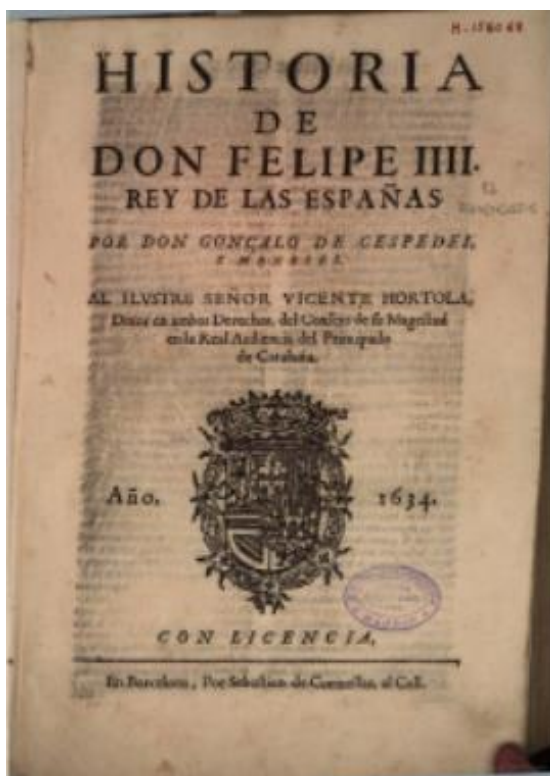 HISTORIA
DE
DON FELIPE IIII.
REY DE LAS ESPAÑAS
POR DON GONÇALO DE CESPEDES,
Y MENESES.
AL ILVSTRE SEÑOR VICENTE HORTOLA,
Dotor en ambos Derechos, del Consejo de su Magestad
en la Real Audiencia del Principado
de Cataluña.
Año. 1634.
CON LICENCIA,
En Barcelona, Por Sebastian de Cormellas, al Call.